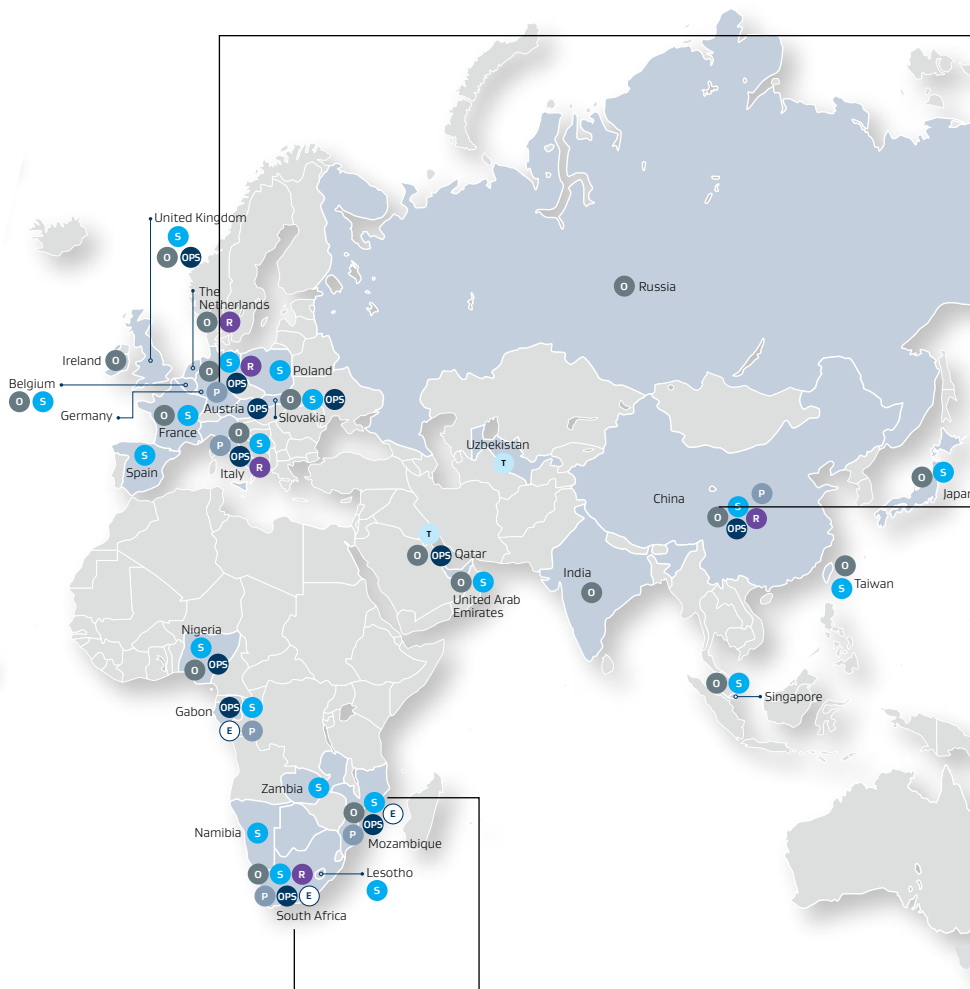 United Kingdom
S
O OPS
The
Netherlands
O R
Russia
O
Ireland O
Belgium
O S
Germany
O S R
OPS
P
Poland
S
Austria OPS
O S OPS
Slovakia
O S
France
S
Spain
O
P S
OPS
Italy R
Uzbekistan
T
China
P
S
O R
OPS
O S
Japan
T
O OPS Qatar
O S
United Arab
Emirates
India
O
O
S Taiwan
Nigeria
S
O OPS
O S
Singapore
Gabon OPS S
E P
Zambia S
S
O E
OPS
P
Mozambique
Namibia S
O S R
Lesotho
S
P OPS E
South Africa